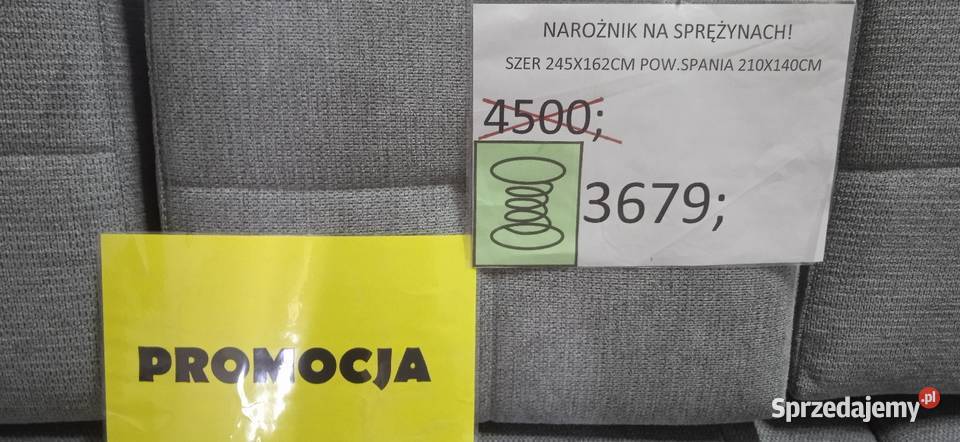 NAROŻNIK NA SPRĘŻYNACH!
SZER 245X162CM POW.SPANIA 210X140CM
4500;
3679;
PROMOCJA
Sprzedajemy.pl